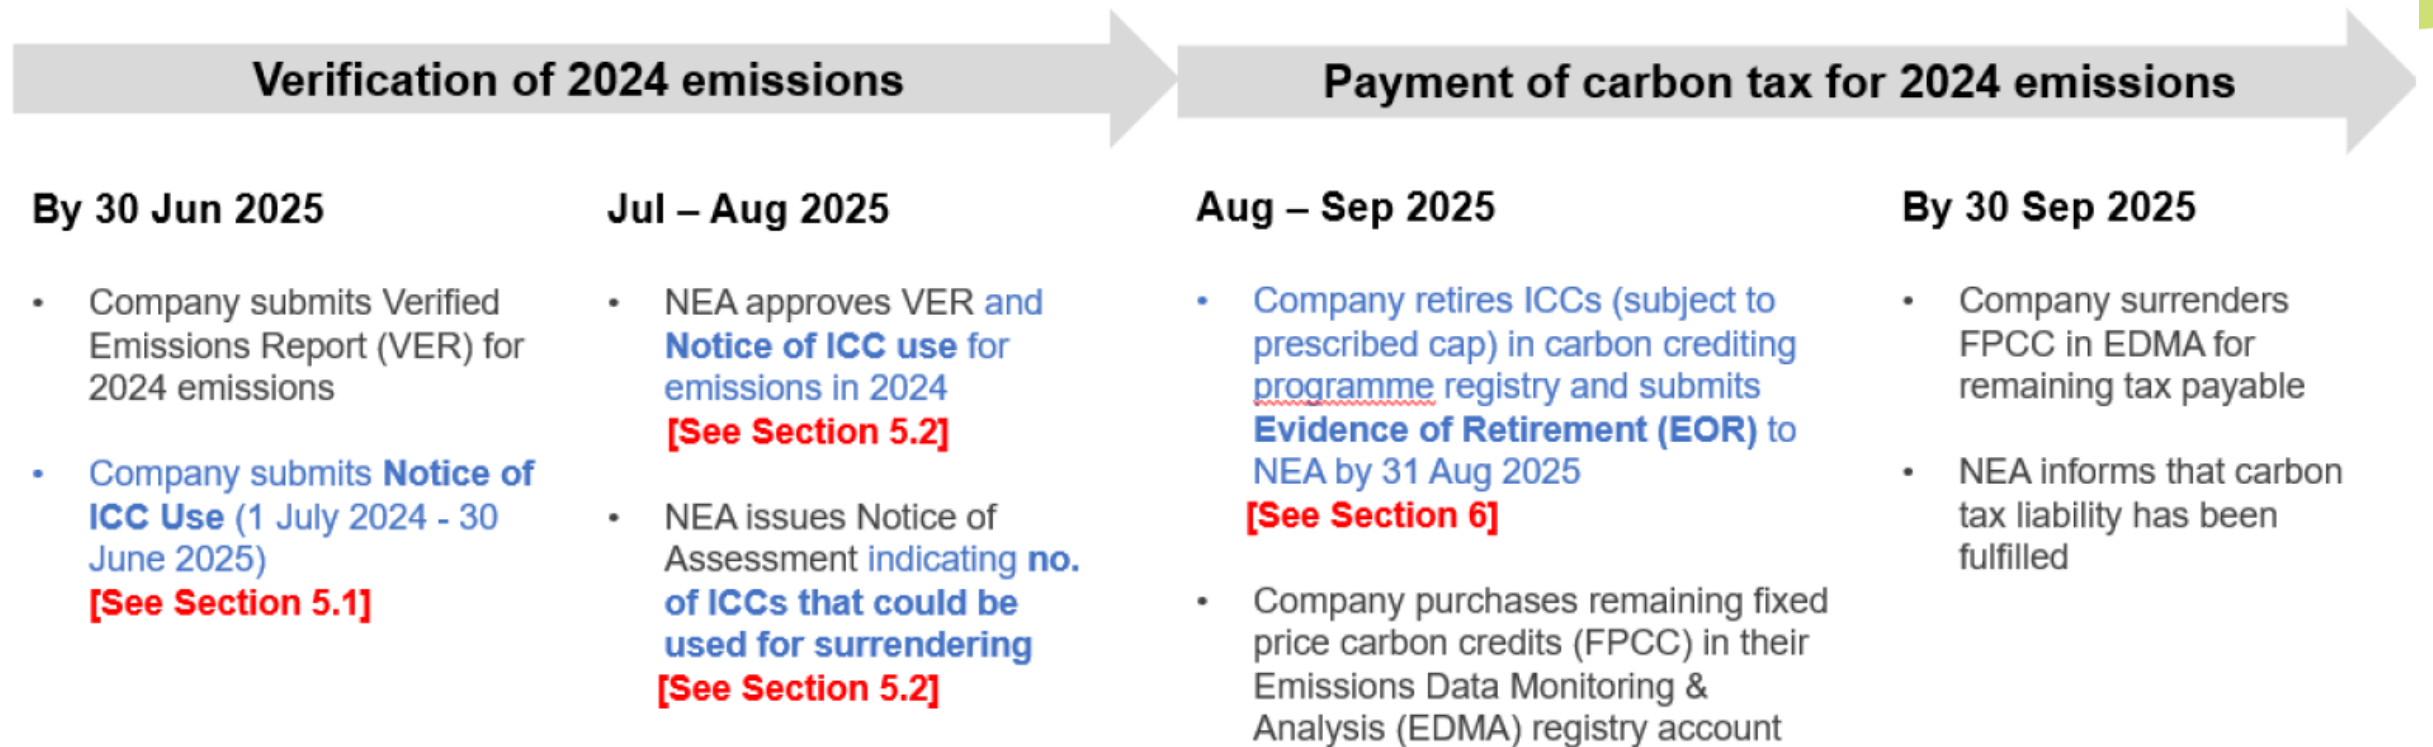 Verification of 2024 emissions
Payment of carbon tax for 2024 emissions
By 30 Jun 2025
• Company submits Verified
Emissions Report (VER) for
2024 emissions
• Company submits Notice of
ICC Use (1 July 2024 - 30
June 2025)
[See Section 5.1]
Jul – Aug 2025
• NEA approves VER and
Notice of ICC use for
emissions in 2024
[See Section 5.2]
• NEA issues Notice of
Assessment indicating no.
of ICCs that could be
used for surrendering
[See Section 5.2]
Aug – Sep 2025
• Company retires ICCs (subject to
prescribed cap) in carbon crediting
programme registry and submits
Evidence of Retirement (EOR) to
NEA by 31 Aug 2025
[See Section 6]
• Company purchases remaining fixed
price carbon credits (FPCC) in their
Emissions Data Monitoring &
Analysis (EDMA) registry account
By 30 Sep 2025
• Company surrenders
FPCC in EDMA for
remaining tax payable
• NEA informs that carbon
tax liability has been
fulfilled